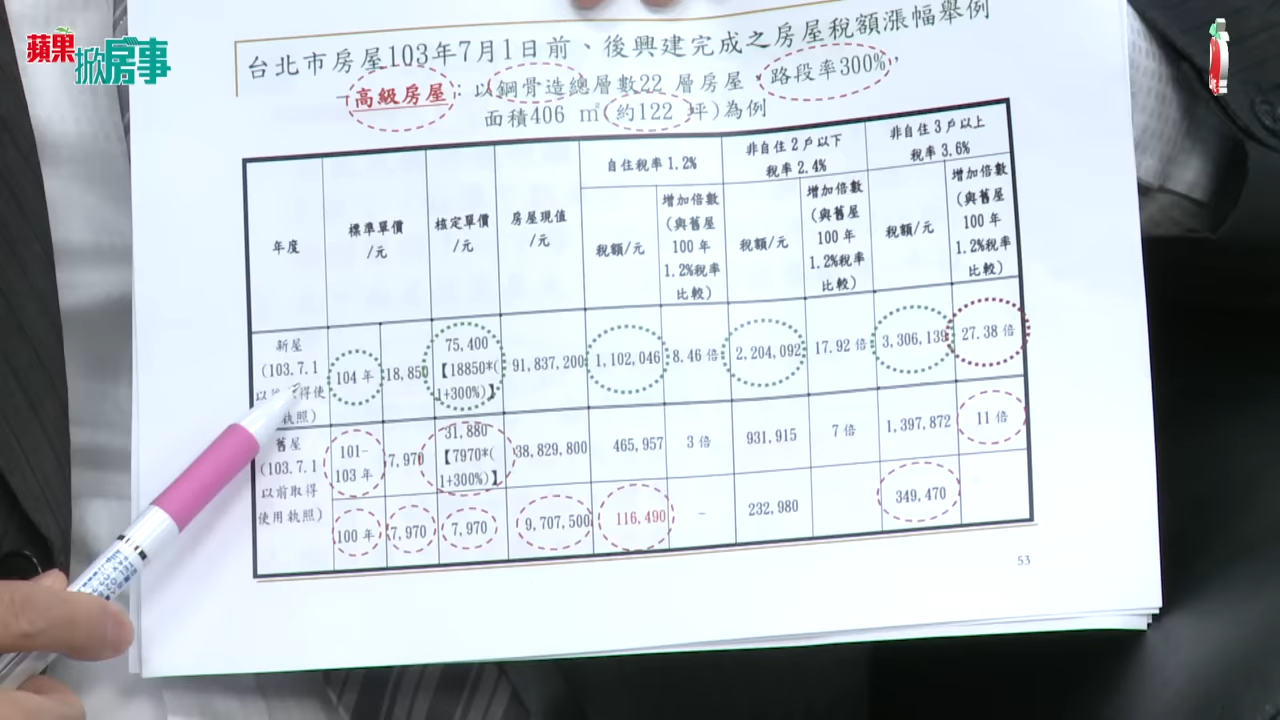 蘋果
掀房事
台北市房屋103年7月1日前、後興建完成之房屋稅額漲幅舉例
高級房屋：以鋼骨造總層數22層房屋、路段率300%，
面積406 ㎡(約122 坪)為例
年度
標準單價
/元
核定單價
/元
房屋現值
/元
自住稅率1.2%
非自住2戶以下
稅率2.4%
非自住3戶以上
稅率3.6%
稅額/元
增加倍數
(與舊屋
100年
1.2%稅率
比較)
稅額/元
增加倍數
(與舊屋
100年
1.2%稅率
比較)
稅額/元
增加倍數
(與舊屋
100年
1.2%稅率
比較)
新屋
(103.7.1
以 得使
執照)
104年
18,850
75,400
【18850*(
1+300%)】
91,837,200
1,102,046
8.46倍
2,204,092
17.92倍
3,306,139
27.38倍
舊屋
(103.7.1
以前取得
使用執照)
101-
103年
7,970
31,880
【7970*(
1+300%)】
38,829,800
465,957
3倍
931,915
7倍
1,397,872
11倍
100年
7,970
7,970
9,707,500
116,490
-
232,980
349,470
53